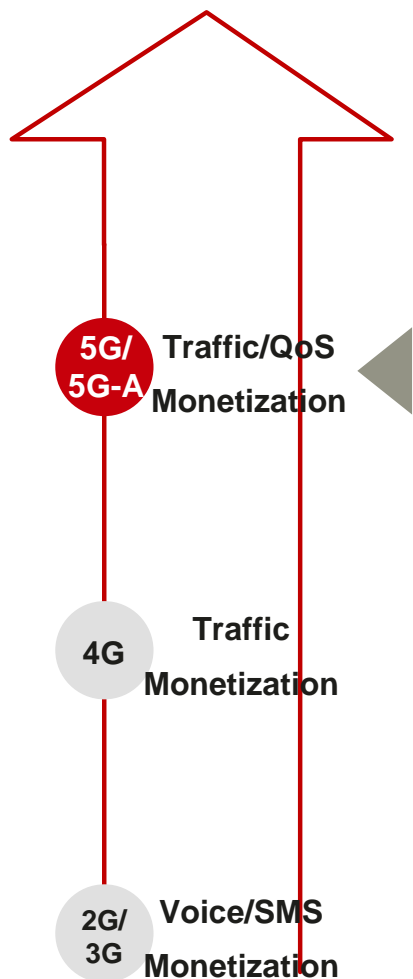 5G/
5G-A
Traffic/QoS
Monetization
4G
Traffic
Monetization
2G/
3G
Voice/SMS
Monetization